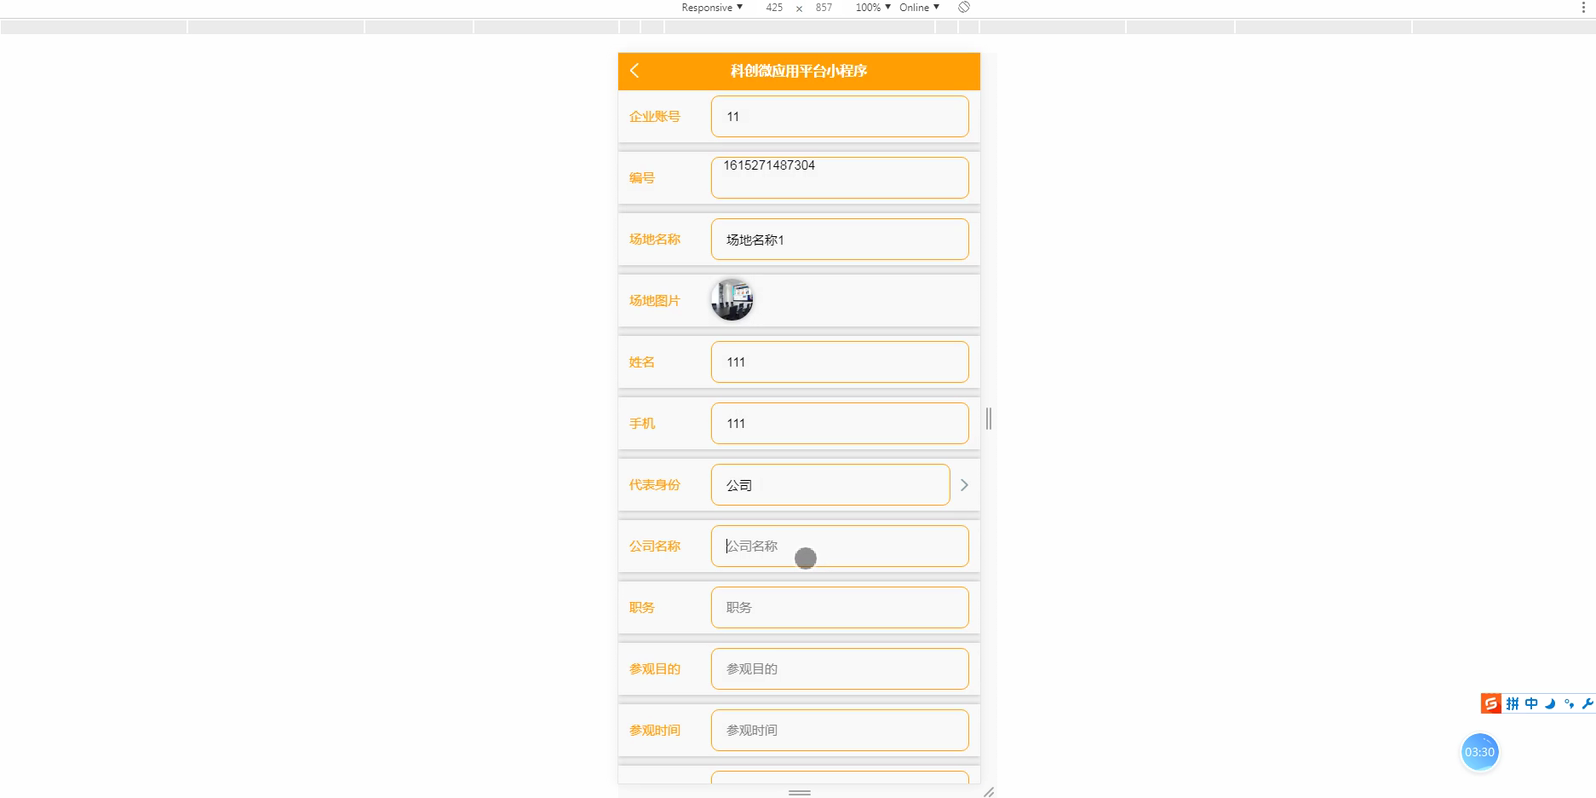 Responsive ▼ 425 × 857 100% ▼ Online ▼
科创微应用平台小程序
企业账号 11
编号 1615271487304
场地名称 场地名称1
场地图片
姓名 111
手机 111
代表身份 公司
公司名称 公司名称
职务 职务
参观目的 参观目的
参观时间 参观时间
拼 中
03:30